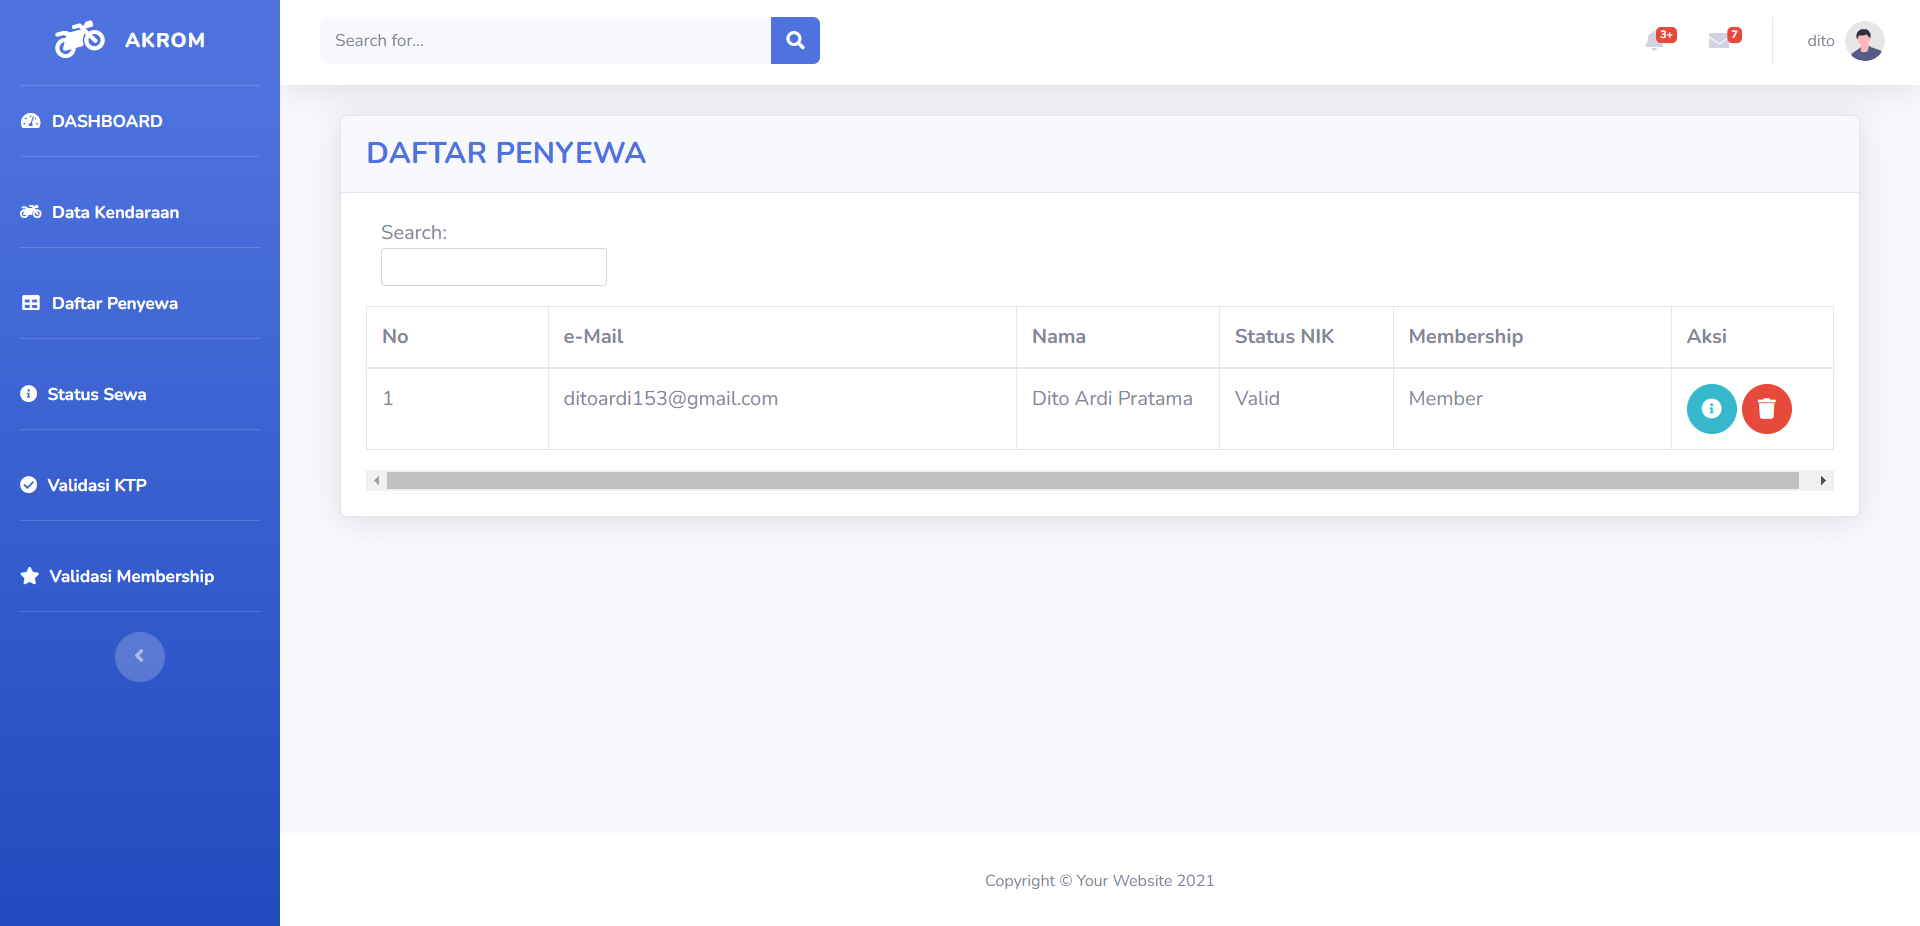 AKROM
Search for...
3+
7
dito
DASHBOARD
Data Kendaraan
Daftar Penyewa
Status Sewa
Validasi KTP
Validasi Membership
DAFTAR PENYEWA
Search:
No e-Mail Nama Status NIK Membership Aksi
1 ditoardi153@gmail.com Dito Ardi Pratama Valid Member
Copyright © Your Website 2021